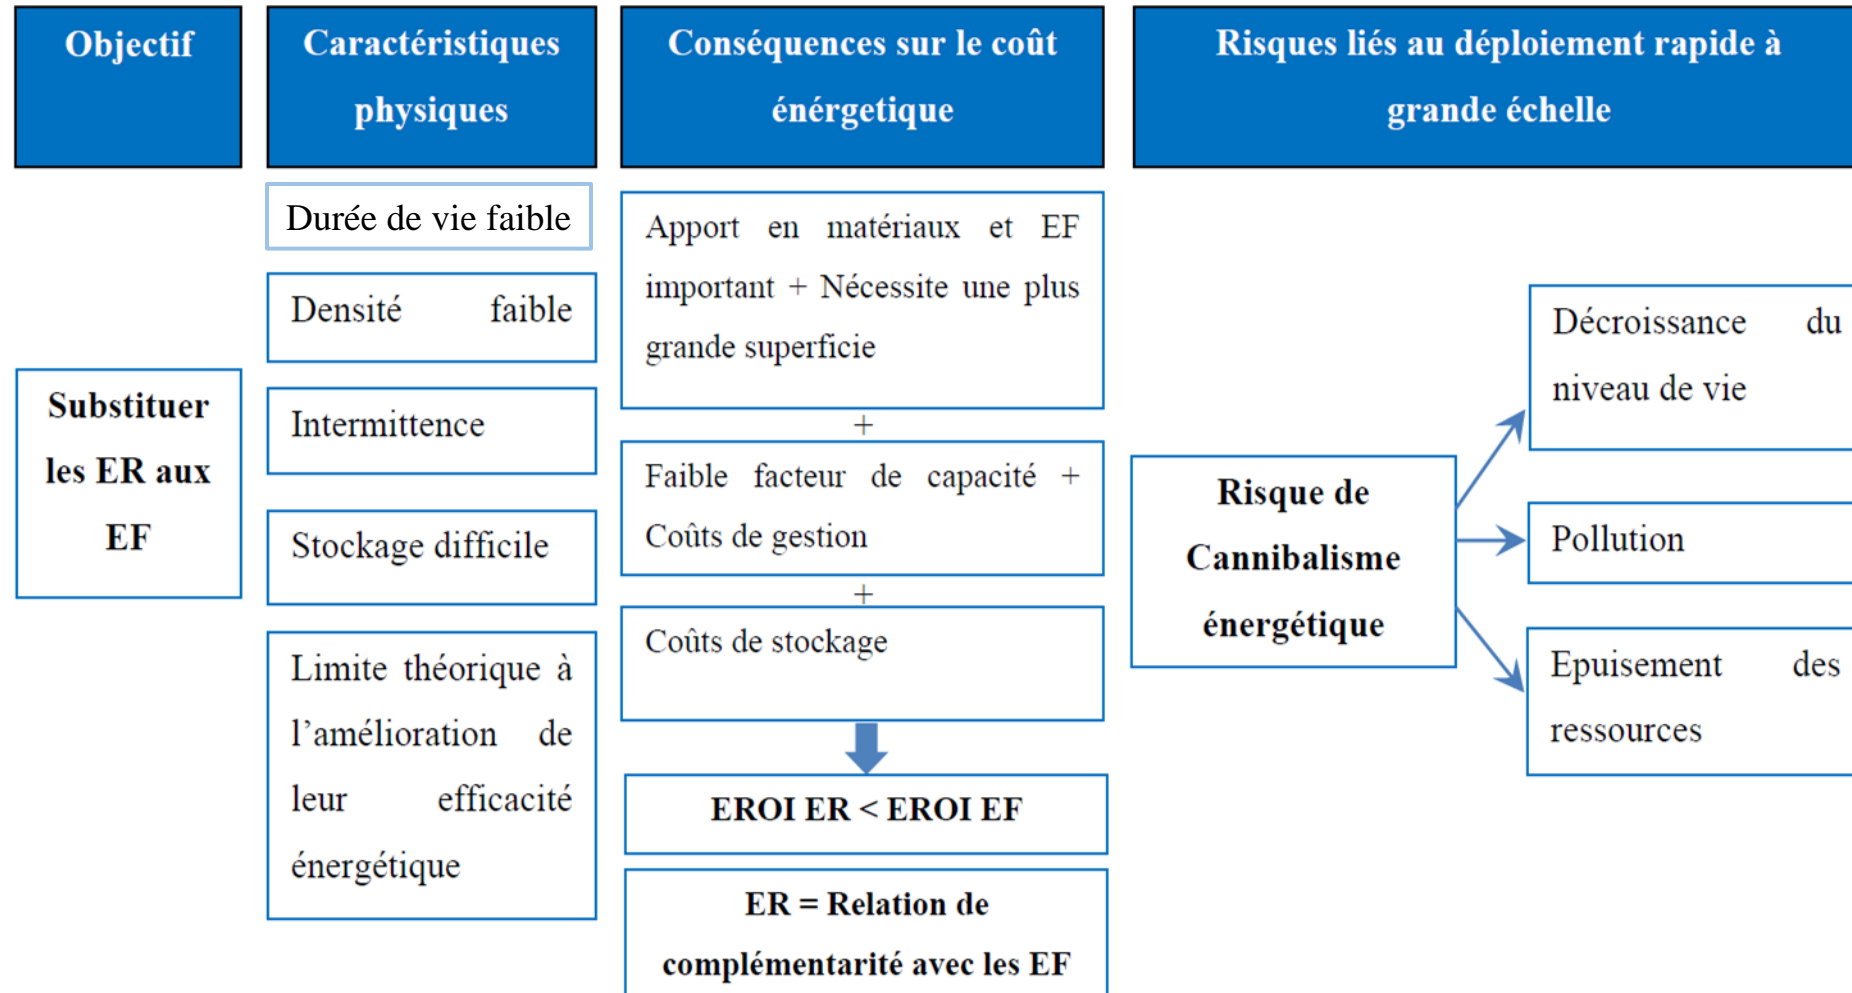 Objectif
Caractéristiques
physiques
Conséquences sur le coût
énérgetique
Risques liés au déploiement rapide à
grande échelle
Substituer
les ER aux
EF
Durée de vie faible
Densité faible
Intermittence
Stockage difficile
Limite théorique à
l’amélioration de
leur efficacité
énergétique
Apport en matériaux et EF
important + Nécessite une plus
grande superficie
+
Faible facteur de capacité +
Coûts de gestion
+
Coûts de stockage
EROI ER < EROI EF
ER = Relation de
complémentarité avec les EF
Risque de
Cannibalisme
énergétique
Décroissance du
niveau de vie
Pollution
Epuisement des
ressources